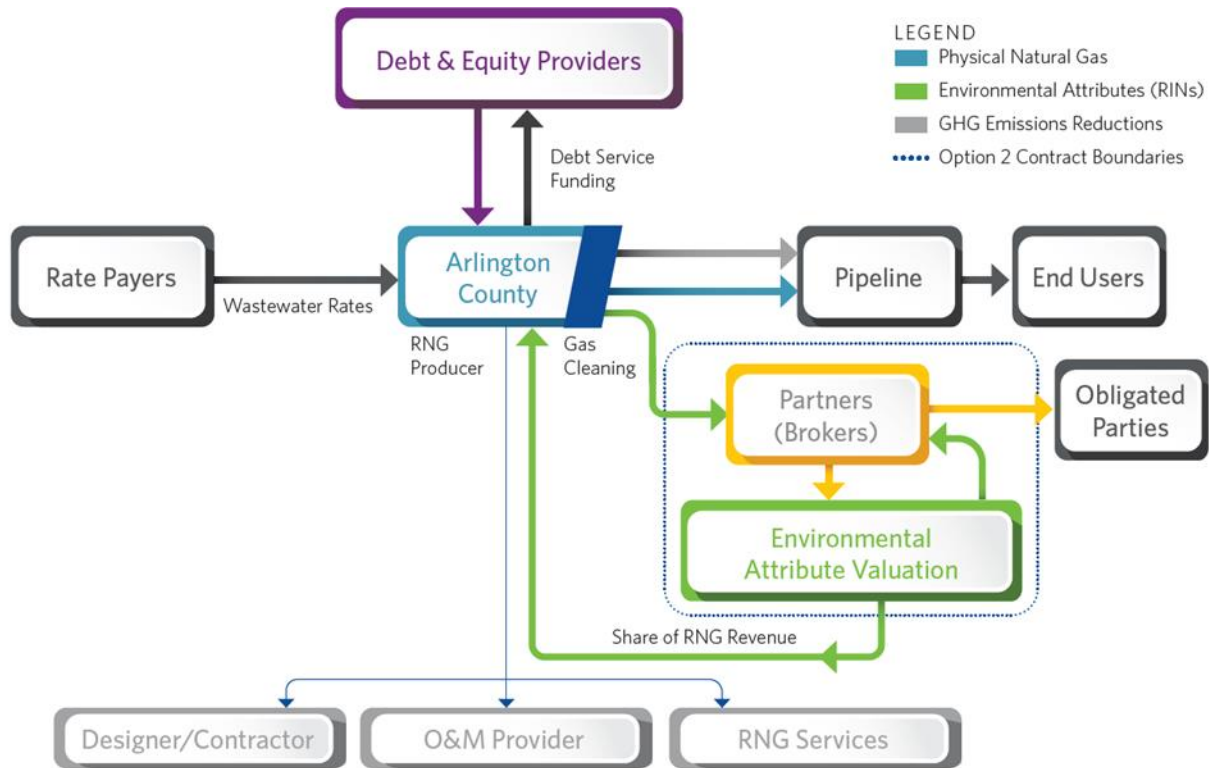 Debt & Equity Providers
LEGEND
Physical Natural Gas
Environmental Attributes (RINs)
GHG Emissions Reductions
Option 2 Contract Boundaries
Debt Service
Funding
Rate Payers
Wastewater Rates
Arlington
County
RNG
Producer
Gas
Cleaning
Pipeline
End Users
Partners
(Brokers)
Obligated
Parties
Environmental
Attribute Valuation
Share of RNG Revenue
Designer/Contractor
O&M Provider
RNG Services